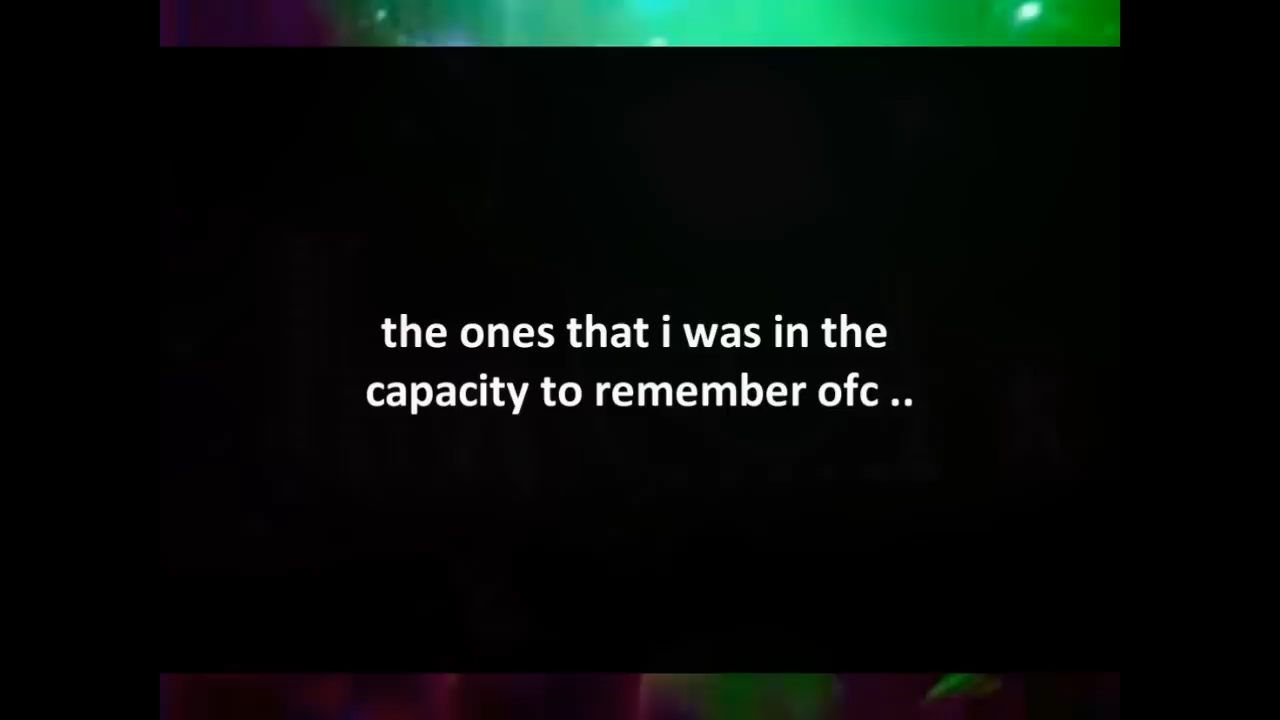 the ones that i was in the
capacity to remember ofc ..